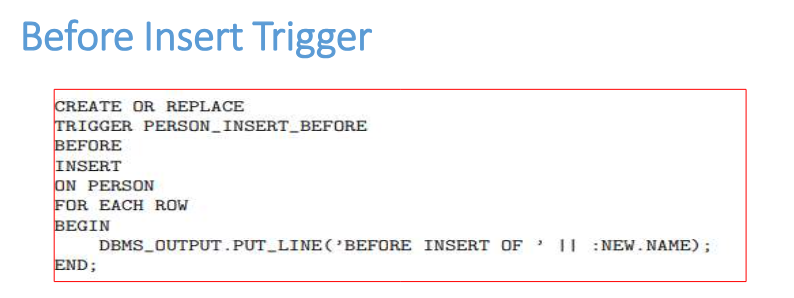 Before Insert Trigger
CREATE OR REPLACE
TRIGGER PERSON_INSERT_BEFORE
BEFORE
INSERT
ON PERSON
FOR EACH ROW
BEGIN
    DBMS_OUTPUT.PUT_LINE(’BEFORE INSERT OF ’ || :NEW.NAME);
END;